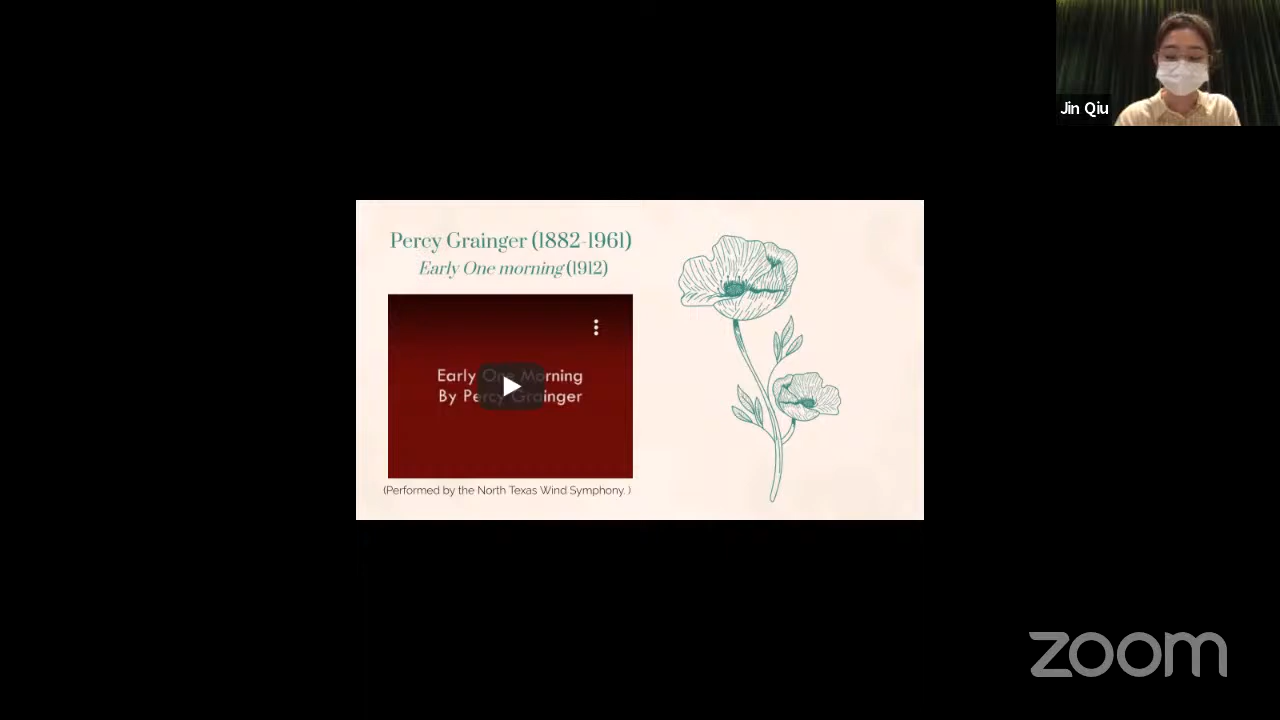 Jin Qiu
Percy Grainger (1882-1961)
Early One morning (1912)
Early One Morning
By Percy Grainger
(Performed by the North Texas Wind Symphony. )
zoom